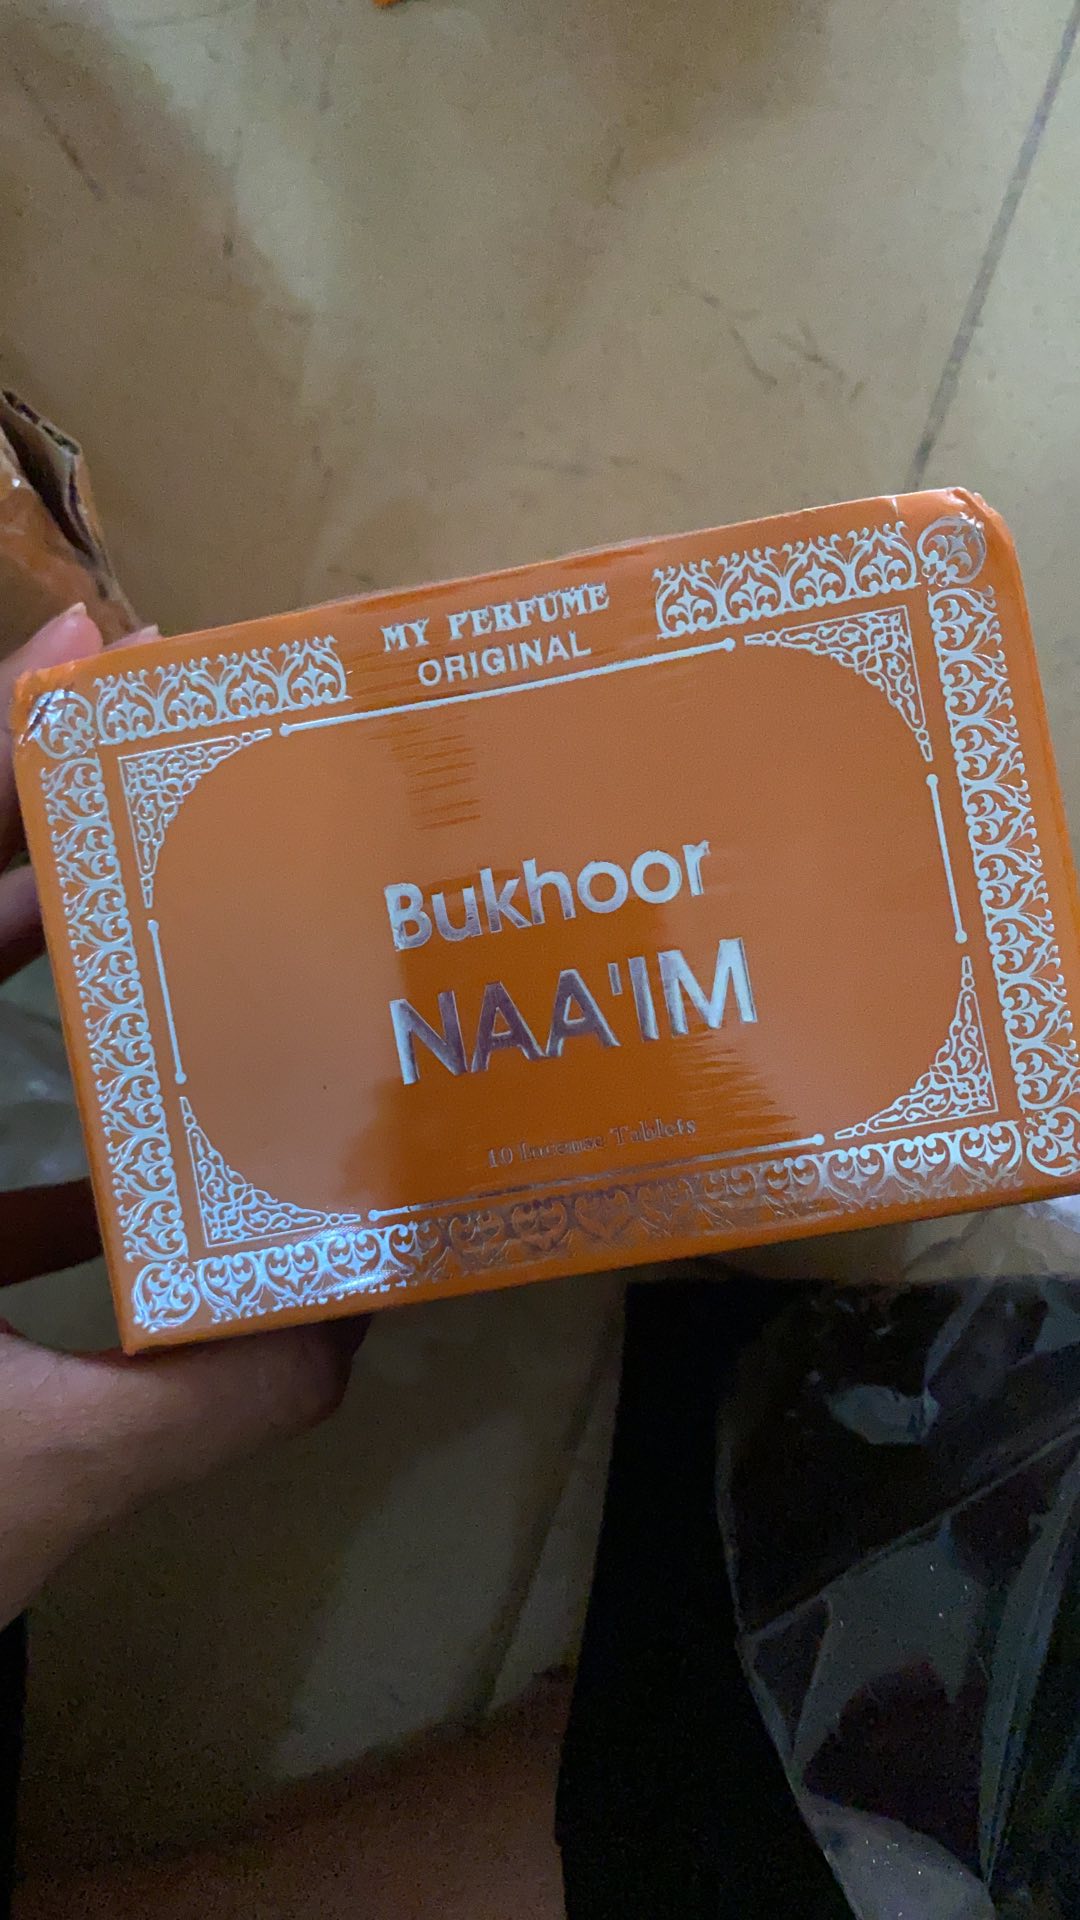 MY PERFUME
ORIGINAL
Bukhoor
NAA'IM
10 Incense Tablets